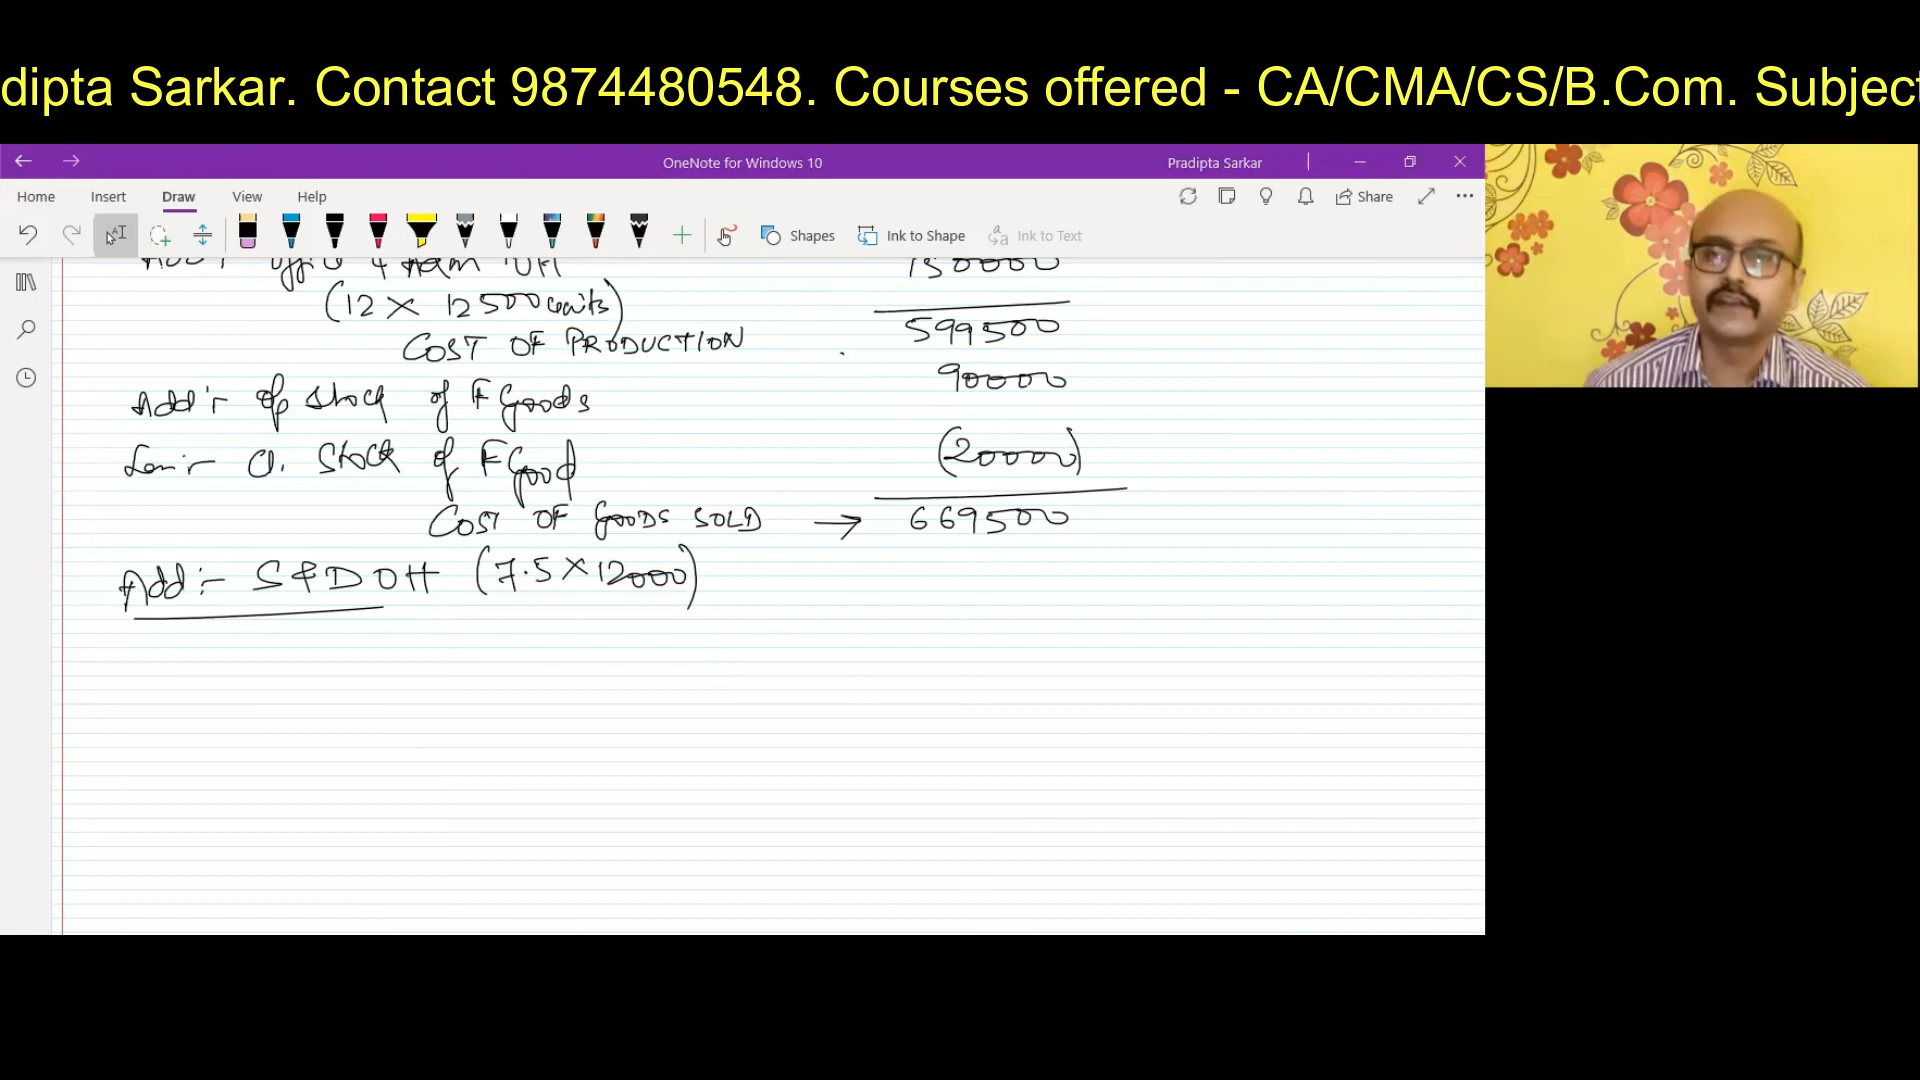 dipta Sarkar. Contact 9874480548. Courses offered - CA/CMA/CS/B.Com. Subject
OneNote for Windows 10
Pradipta Sarkar
Home Insert Draw View Help
Share
Shapes Ink to Shape Ink to Text
150000
(12 X 12500 units)
599500
COST OF PRODUCTION
90000
Add:- Op Stock of F Goods
Less:- Cl. Stock of F Good (20000)
COST OF GOODS SOLD → 669500
Add:- S&D OH (7.5 X 12000)